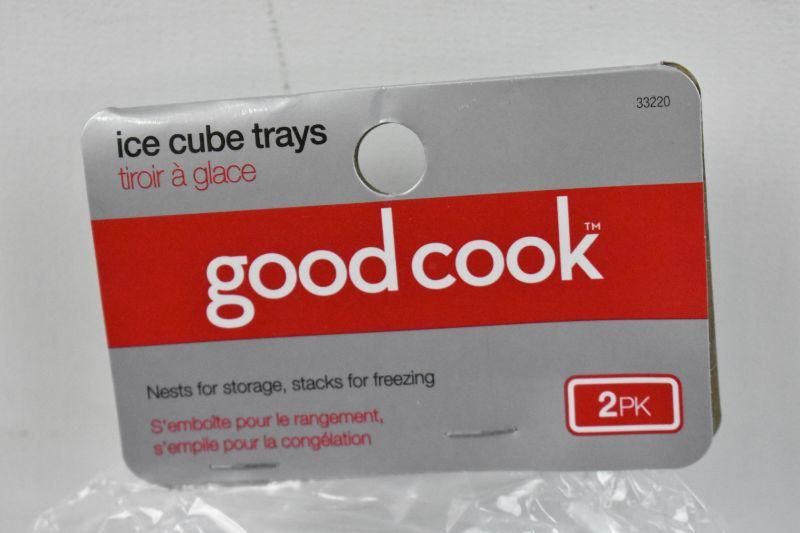 33220
ice cube trays
tiroir à glace
good cook™
Nests for storage, stacks for freezing
S'emboîte pour le rangement,
s'empile pour la congélation
2PK